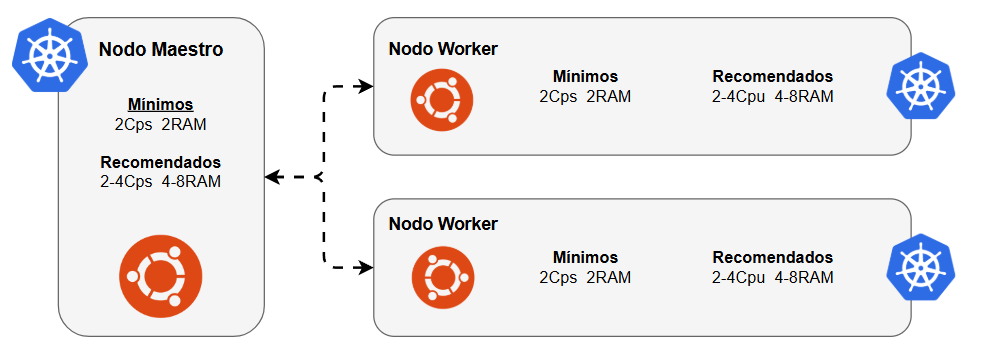 Nodo Maestro
Mínimos
2Cps 2RAM
Recomendados
2-4Cps 4-8RAM
Nodo Worker
Mínimos
2Cps 2RAM
Recomendados
2-4Cpu 4-8RAM
Nodo Worker
Mínimos
2Cps 2RAM
Recomendados
2-4Cpu 4-8RAM